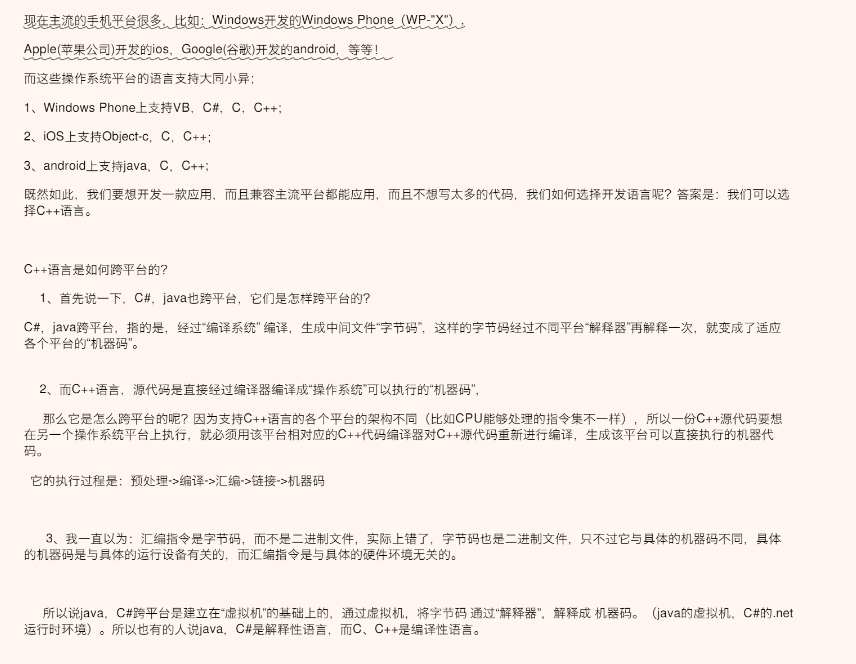 现在主流的手机平台很多，比如：Windows开发的Windows Phone（WP-"X"），
Apple(苹果公司)开发的ios，Google(谷歌)开发的android，等等！
而这些操作系统平台的语言支持大同小异；
1、Windows Phone上支持VB，C#，C，C++；
2、iOS上支持Object-c，C，C++；
3、android上支持java，C，C++；
既然如此，我们要想开发一款应用，而且兼容主流平台都能应用，而且不想写太多的代码，我们如何选择开发语言呢？答案是：我们可以选
择C++语言。
C++语言是如何跨平台的？
1、首先说一下，C#，java也跨平台，它们是怎样跨平台的？
C#，java跨平台，指的是，经过“编译系统” 编译，生成中间文件“字节码”，这样的字节码经过不同平台“解释器”再解释一次，就变成了适应
各个平台的“机器码”。
2、而C++语言，源代码是直接经过编译器编译成“操作系统”可以执行的“机器码”，
那么它是怎么跨平台的呢？因为支持C++语言的各个平台的架构不同（比如CPU能够处理的指令集不一样），所以一份C++源代码要想
在另一个操作系统平台上执行，就必须用该平台相对应的C++代码编译器对C++源代码重新进行编译，生成该平台可以直接执行的机器代
码。
它的执行过程是：预处理->编译->汇编->链接->机器码
3、我一直以为：汇编指令是字节码，而不是二进制文件，实际上错了，字节码也是二进制文件，只不过它与具体的机器码不同，具体
的机器码是与具体的运行设备有关的，而汇编指令是与具体的硬件环境无关的。
所以说java，C#跨平台是建立在“虚拟机”的基础上的，通过虚拟机，将字节码 通过“解释器”，解释成 机器码。（java的虚拟机，C#的.net
运行时环境）。所以也有的人说java，C#是解释性语言，而C、C++是编译性语言。